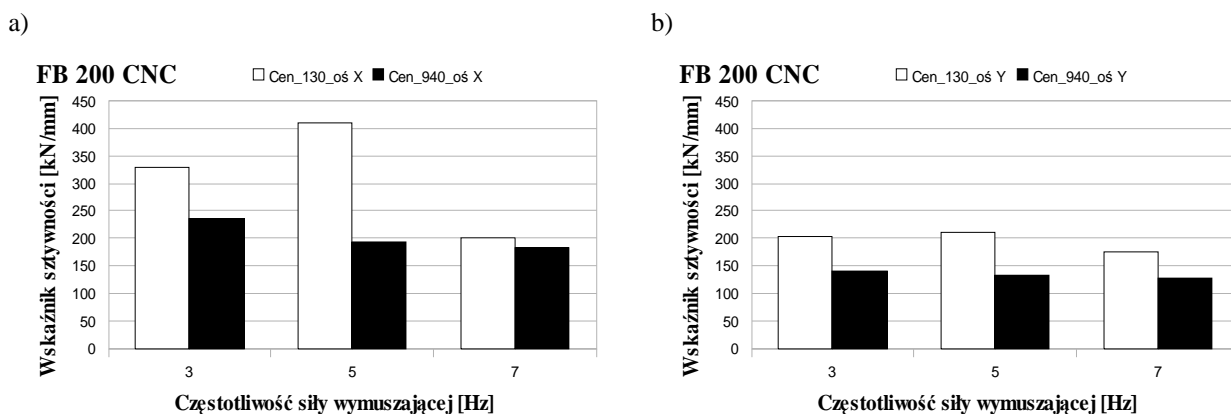 a)
FB 200 CNC
Cen_130_oś X Cen_940_oś X
Wskaźnik sztywności [kN/mm]
450
400
350
300
250
200
150
100
50
0
3 5 7
Częstotliwość siły wymuszającej [Hz]
b)
FB 200 CNC
Cen_130_oś Y Cen_940_oś Y
Wskaźnik sztywności [kN/mm]
450
400
350
300
250
200
150
100
50
0
3 5 7
Częstotliwość siły wymuszającej [Hz]